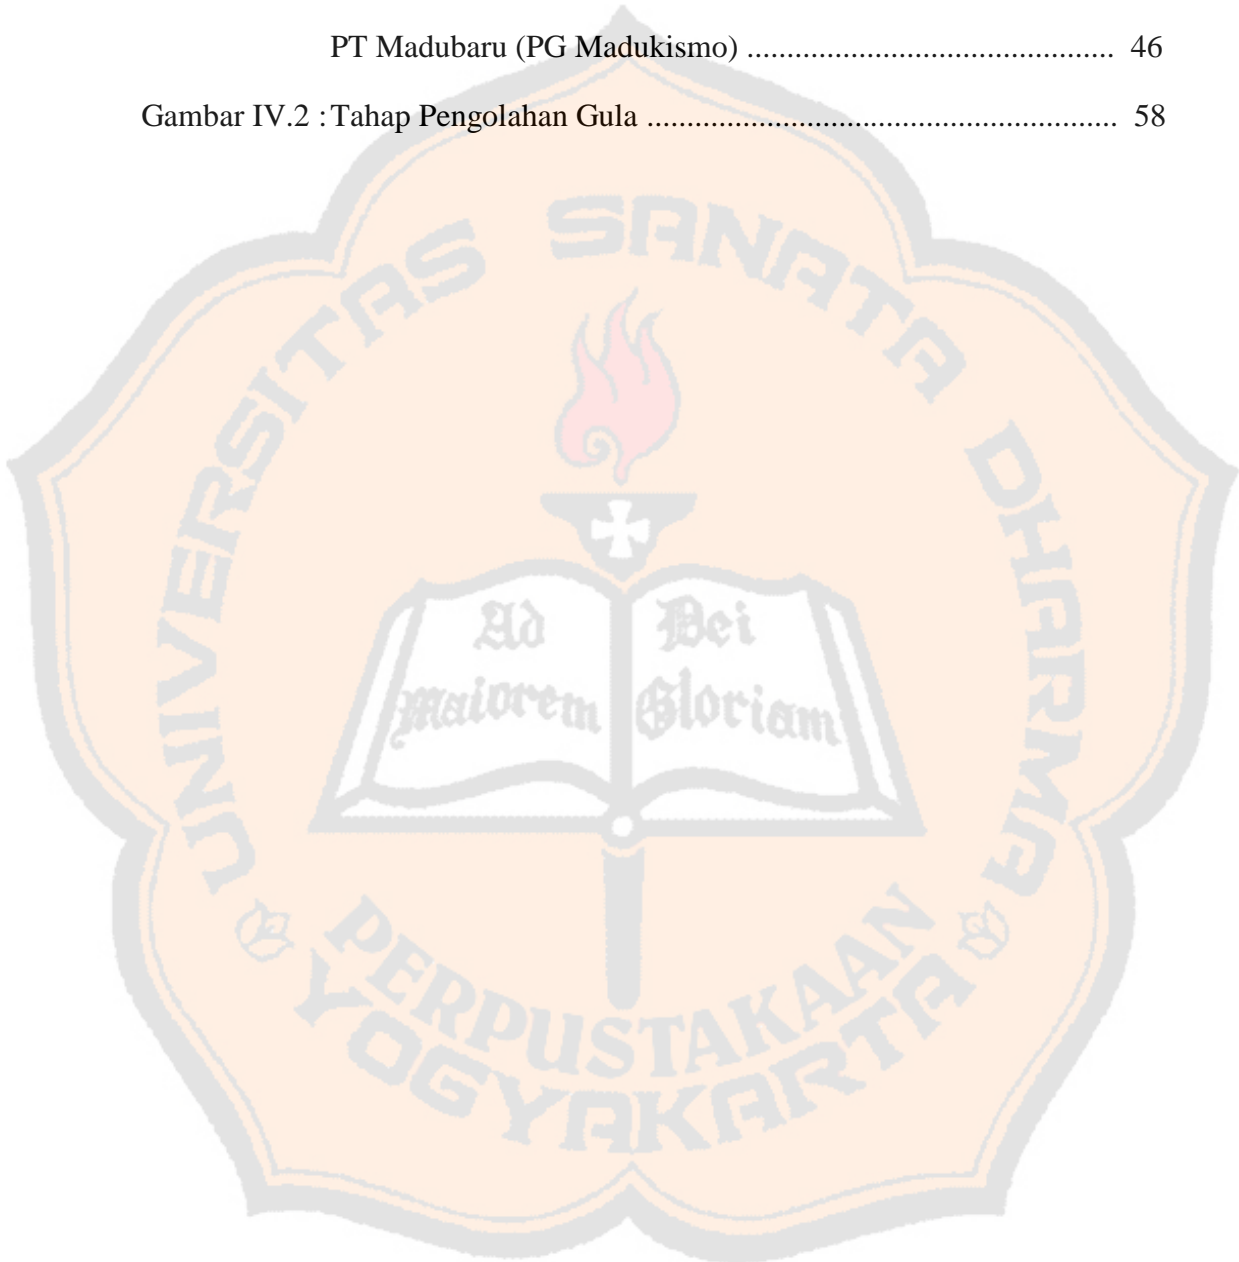 PT Madubaru (PG Madukismo) .............................................. 46
Gambar IV.2 : Tahap Pengolahan Gula ........................................................... 58
UNIVERSITAS SANATA DHARMA
Ad Dei
Maiorem Gloriam
PERPUSTAKAAN
YOGYAKARTA